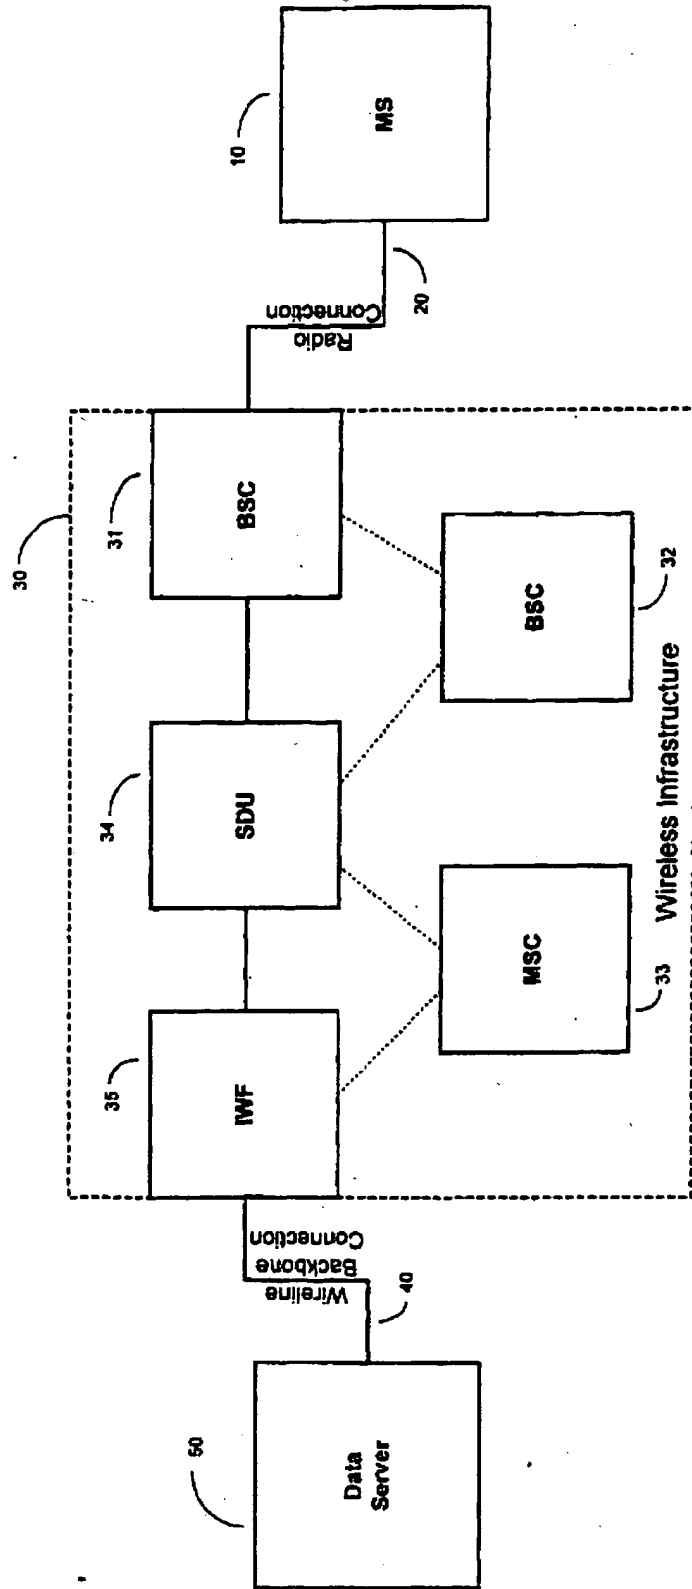 30
35
34
31
10
IWF
SDU
BSC
MS
Wireline
Backbone
Connection
Radio
Connection
50
40
20
Data
Server
MSC
BSC
33
32
Wireless Infrastructure